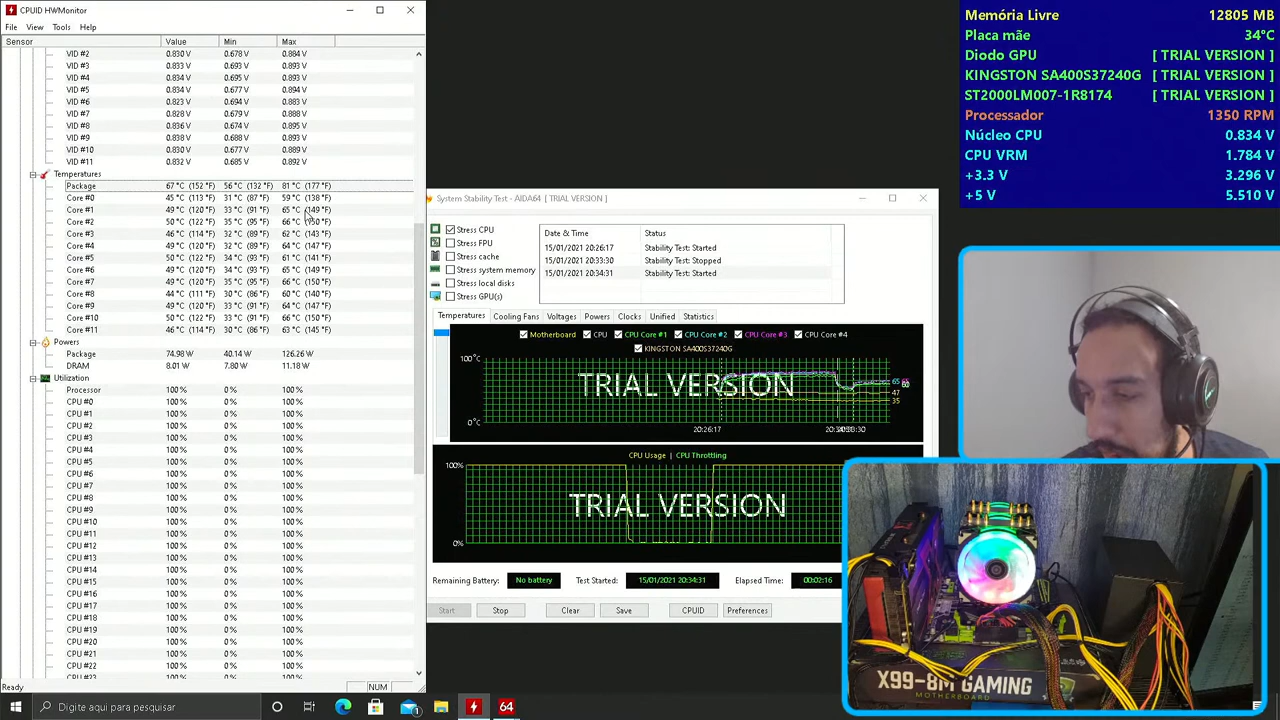 CPUID HWMonitor
File View Tools Help
Sensor Value Min Max
VID #2 0.830 V 0.678 V 0.884 V
VID #3 0.833 V 0.693 V 0.893 V
VID #4 0.834 V 0.695 V 0.893 V
VID #5 0.834 V 0.677 V 0.894 V
VID #6 0.823 V 0.694 V 0.883 V
VID #7 0.828 V 0.679 V 0.888 V
VID #8 0.836 V 0.674 V 0.895 V
VID #9 0.838 V 0.688 V 0.893 V
VID #10 0.830 V 0.677 V 0.889 V
VID #11 0.832 V 0.685 V 0.892 V
Temperatures
Package 67 °C (152 °F) 56 °C (132 °F) 81 °C (177 °F)
Core #0 45 °C (113 °F) 31 °C (87 °F) 59 °C (138 °F)
Core #1 49 °C (120 °F) 33 °C (91 °F) 65 °C (149 °F)
Core #2 50 °C (122 °F) 35 °C (95 °F) 66 °C (150 °F)
Core #3 46 °C (114 °F) 32 °C (89 °F) 62 °C (143 °F)
Core #4 49 °C (120 °F) 32 °C (89 °F) 64 °C (147 °F)
Core #5 50 °C (122 °F) 34 °C (93 °F) 61 °C (141 °F)
Core #6 49 °C (120 °F) 34 °C (93 °F) 65 °C (149 °F)
Core #7 49 °C (120 °F) 34 °C (93 °F) 66 °C (150 °F)
Core #8 44 °C (111 °F) 30 °C (86 °F) 60 °C (140 °F)
Core #9 49 °C (120 °F) 33 °C (91 °F) 64 °C (147 °F)
Core #10 50 °C (122 °F) 33 °C (91 °F) 66 °C (150 °F)
Core #11 46 °C (114 °F) 30 °C (86 °F) 63 °C (145 °F)
Powers
Package 74.98 W 40.14 W 126.26 W
DRAM 8.01 W 7.80 W 11.18 W
Utilization
Processor 100 % 0 % 100 %
CPU #0 100 % 0 % 100 %
CPU #1 100 % 0 % 100 %
CPU #2 100 % 0 % 100 %
CPU #3 100 % 0 % 100 %
CPU #4 100 % 0 % 100 %
CPU #5 100 % 0 % 100 %
CPU #6 100 % 0 % 100 %
CPU #7 100 % 0 % 100 %
CPU #8 100 % 0 % 100 %
CPU #9 100 % 0 % 100 %
CPU #10 100 % 0 % 100 %
CPU #11 100 % 0 % 100 %
CPU #12 100 % 0 % 100 %
CPU #13 100 % 0 % 100 %
CPU #14 100 % 0 % 100 %
CPU #15 100 % 0 % 100 %
CPU #16 100 % 0 % 100 %
CPU #17 100 % 0 % 100 %
CPU #18 100 % 0 % 100 %
CPU #19 100 % 0 % 100 %
CPU #20 100 % 0 % 100 %
CPU #21 100 % 0 % 100 %
CPU #22 100 % 0 % 100 %
CPU #23 100 % 0 % 100 %
Ready NUM
Digite aqui para pesquisar
64
System Stability Test - AIDA64 [ TRIAL VERSION ]
Stress CPU
Stress FPU
Stress cache
Stress system memory
Stress local disks
Stress GPU(s)
Date & Time Status
15/01/2021 20:26:17 Stability Test: Started
15/01/2021 20:33:30 Stability Test: Stopped
15/01/2021 20:34:31 Stability Test: Started
Temperatures Cooling Fans Voltages Powers Clocks Unified Statistics
Motherboard CPU CPU Core #1 CPU Core #2 CPU Core #3 CPU Core #4
KINGSTON SA400S37240G
100°C
TRIAL VERSION
65
47
35
0°C
20:26:17
CPU Usage | CPU Throttling
100%
TRIAL VERSION
0%
Remaining Battery: No battery Test Started: 15/01/2021 20:34:31 Elapsed Time: 00:02:16
Start Stop Clear Save CPUID Preferences
Memória Livre 12805 MB
Placa mãe 34°C
Diodo GPU [ TRIAL VERSION ]
KINGSTON SA400S37240G [ TRIAL VERSION ]
ST2000LM007-1R8174 [ TRIAL VERSION ]
Processador 1350 RPM
Núcleo CPU 0.834 V
CPU VRM 1.784 V
+3.3 V 3.296 V
+5 V 5.510 V
X99-8M GAMING
MOTHERBOARD